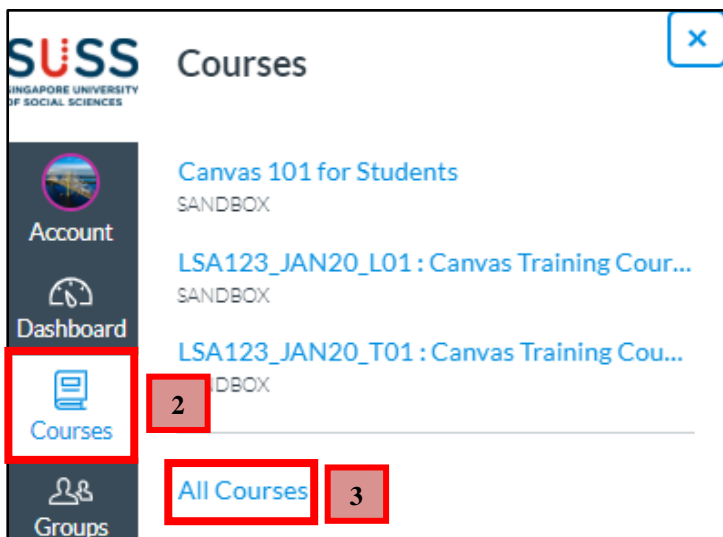 SUSS
SINGAPORE UNIVERSITY
OF SOCIAL SCIENCES
Courses
Account
Dashboard
Courses
Groups
Canvas 101 for Students
SANDBOX
LSA123_JAN20_L01 : Canvas Training Cour...
SANDBOX
LSA123_JAN20_T01 : Canvas Training Cou...
DBOX
2
All Courses
3